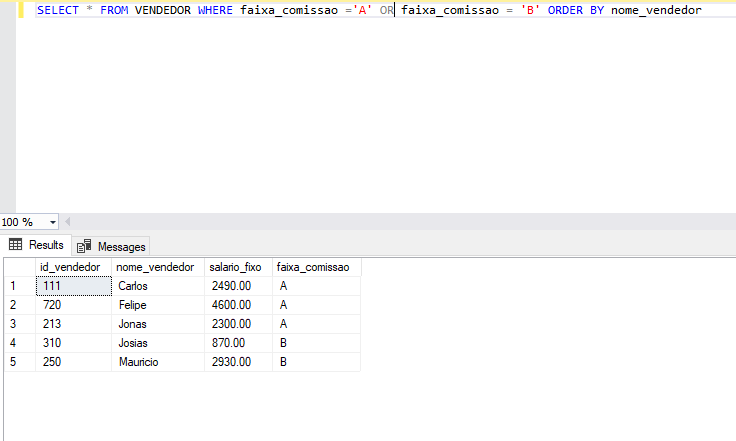 SELECT * FROM VENDEDOR WHERE faixa_comissao ='A' OR faixa_comissao = 'B' ORDER BY nome_vendedor
100 %
Results Messages
id_vendedor nome_vendedor salario_fixo faixa_comissao
1 111 Carlos 2490.00 A
2 720 Felipe 4600.00 A
3 213 Jonas 2300.00 A
4 310 Josias 870.00 B
5 250 Mauricio 2930.00 B